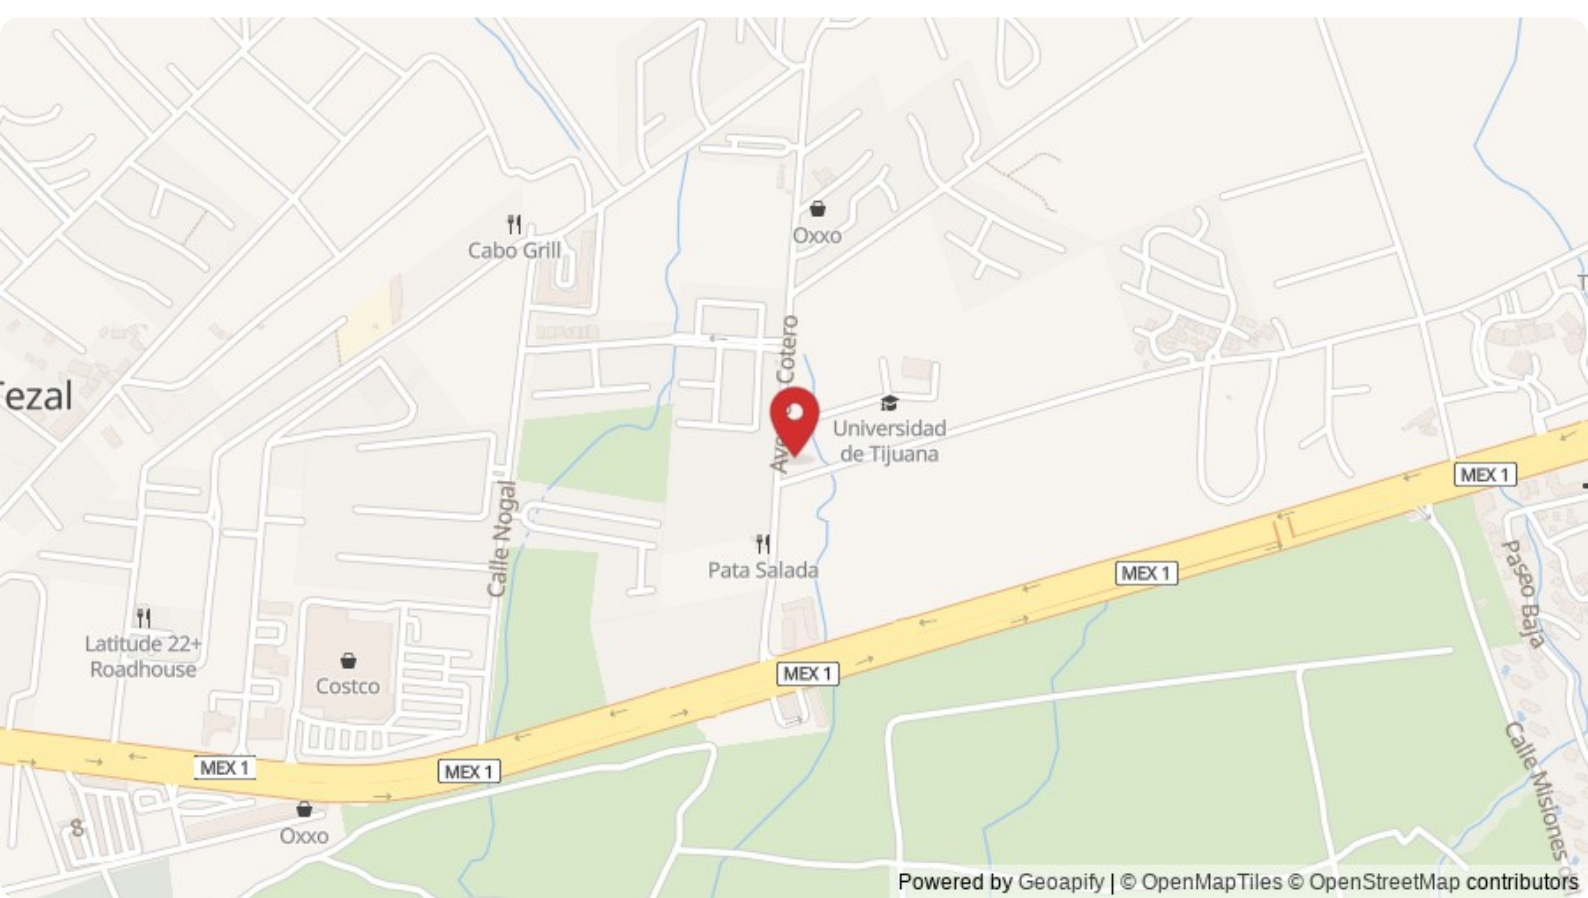 Cabo Grill
Oxxo
Cotero
Tezal
Universidad
de Tijuana
MEX 1
Calle Nogal
Pata Salada
MEX 1
Paseo Baja
Latitude 22+
Roadhouse
Costco
MEX 1
MEX 1
MEX 1
Calle Misiones
Oxxo
8
Powered by Geoapify | © OpenMapTiles © OpenStreetMap contributors